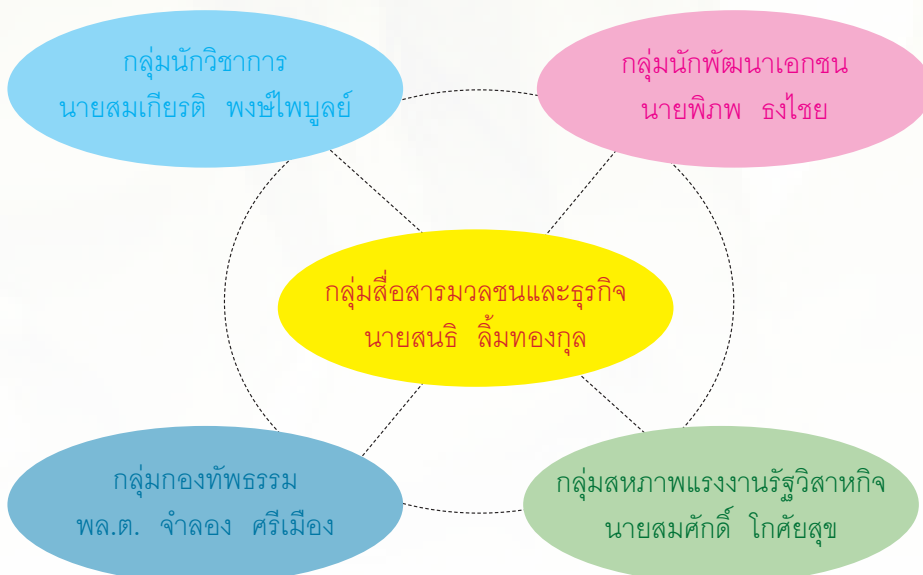 กลุ่มนักวิชาการ
นายสมเกียรติ พงษ์ไพบูลย์
กลุ่มนักพัฒนาเอกชน
นายพิภพ ธงไชย
กลุ่มสื่อสารมวลชนและธุรกิจ
นายสนธิ ลิ้มทองกุล
กลุ่มกองทัพธรรม
พล.ต. จำลอง ศรีเมือง
กลุ่มสหภาพแรงงานรัฐวิสาหกิจ
นายสมศักดิ์ โกศัยสุข